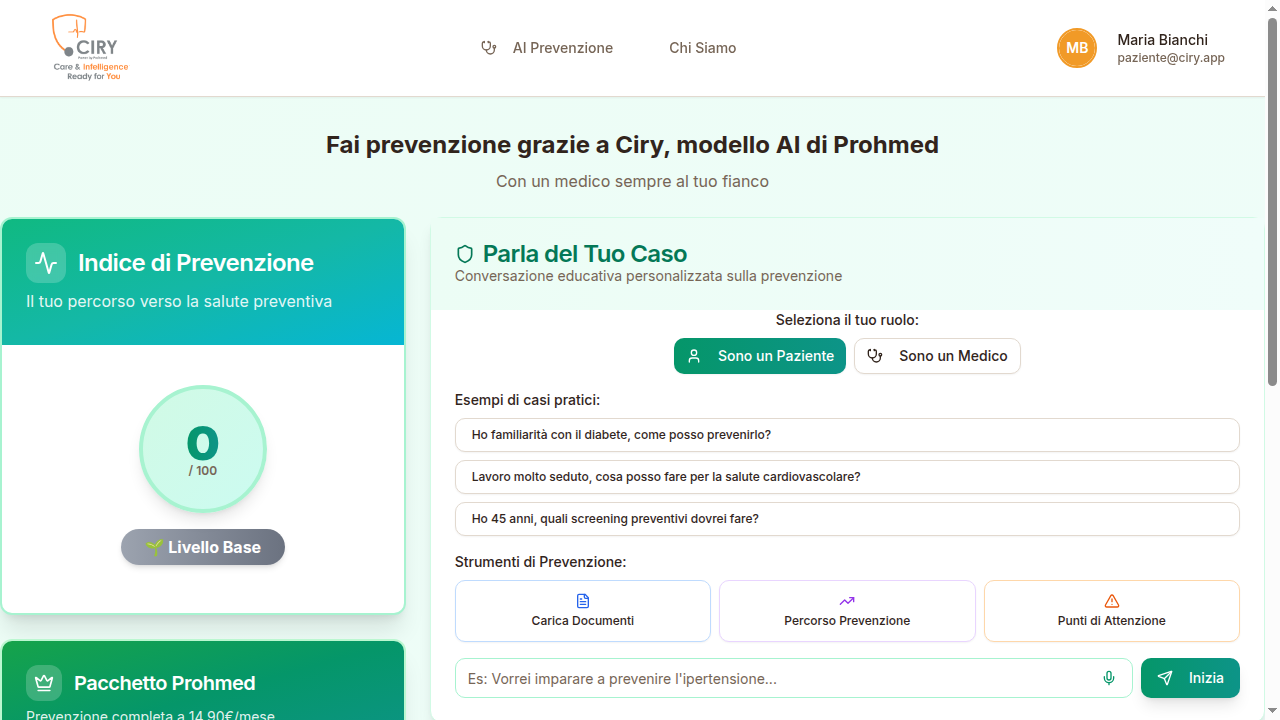 CIRY
Care & Intelligence
Ready for You
AI Prevenzione
Chi Siamo
MB
Maria Bianchi
paziente@ciry.app
Fai prevenzione grazie a Ciry, modello AI di Prohmed
Con un medico sempre al tuo fianco
Indice di Prevenzione
Il tuo percorso verso la salute preventiva
0
/ 100
🌱 Livello Base
Pacchetto Prohmed
Prevenzione completa a 14,90€/mese
Parla del Tuo Caso
Conversazione educativa personalizzata sulla prevenzione
Seleziona il tuo ruolo:
Sono un Paziente
Sono un Medico
Esempi di casi pratici:
Ho familiarità con il diabete, come posso prevenirlo?
Lavoro molto seduto, cosa posso fare per la salute cardiovascolare?
Ho 45 anni, quali screening preventivi dovrei fare?
Strumenti di Prevenzione:
Carica Documenti
Percorso Prevenzione
Punti di Attenzione
Es: Vorrei imparare a prevenire l'ipertensione...
Inizia